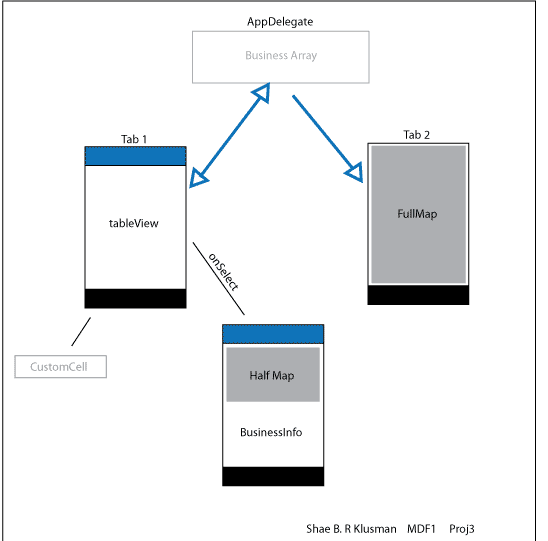 AppDelegate
Business Array
Tab 1
Tab 2
tableView
FullMap
onSelect
CustomCell
Half Map
BusinessInfo
Shae B. R Klusman MDF1 Proj3